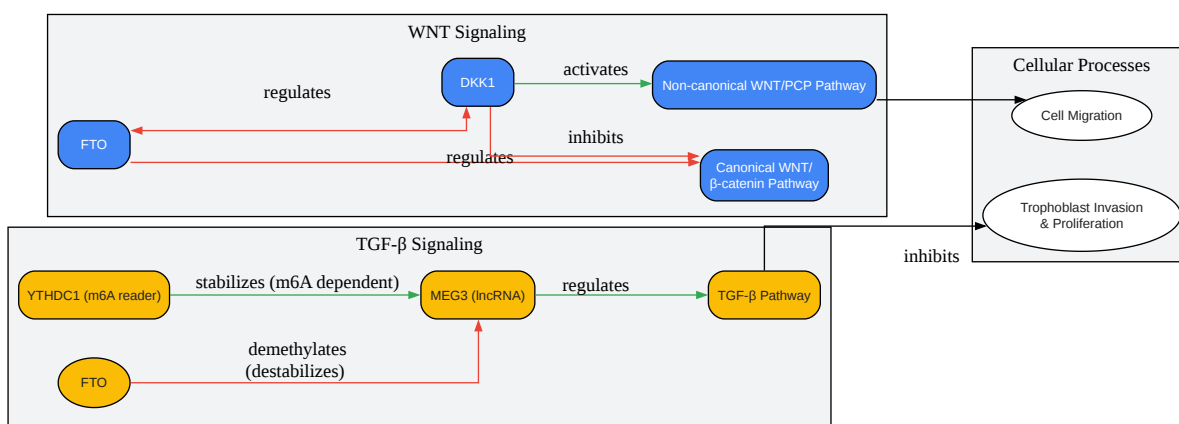 WNT Signaling
DKK1
activates
Non-canonical WNT/PCP Pathway
regulates
FTO
regulates
inhibits
Canonical WNT/
β-catenin Pathway
Cellular Processes
Cell Migration
Trophoblast Invasion
& Proliferation
inhibits
TGF-β Signaling
YTHDC1 (m6A reader)
stabilizes (m6A dependent)
MEG3 (lncRNA)
regulates
TGF-β Pathway
demethylates
(destabilizes)
FTO